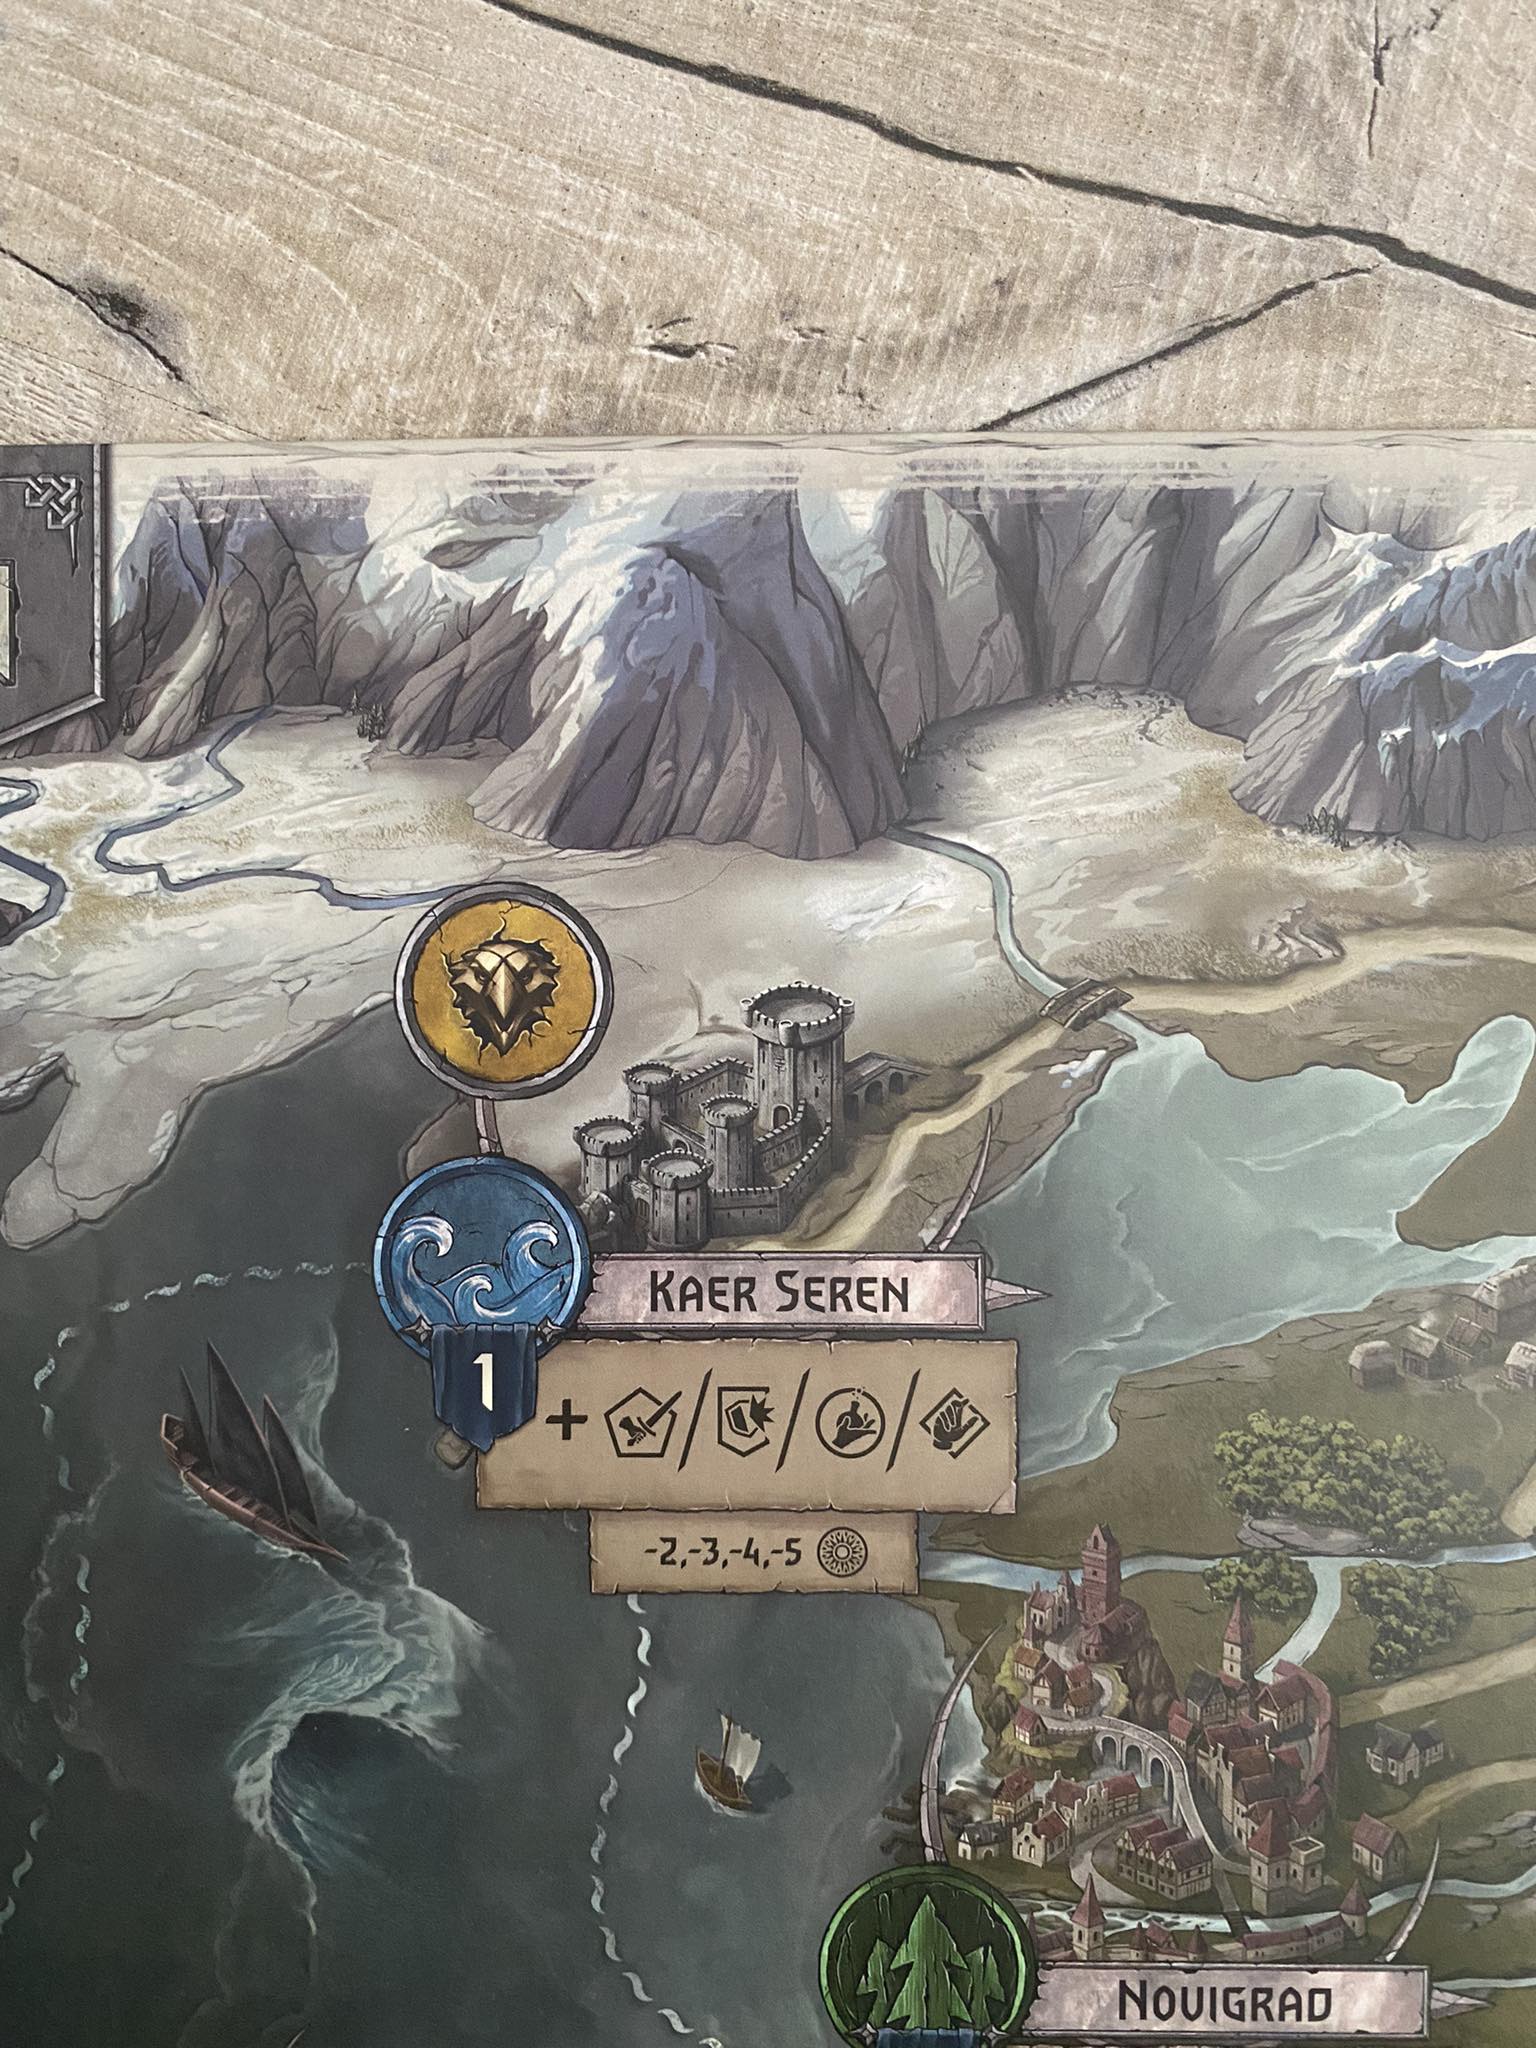 KAER SEREN
1
+ / / /
-2,-3,-4,-5
NOVIGRAD